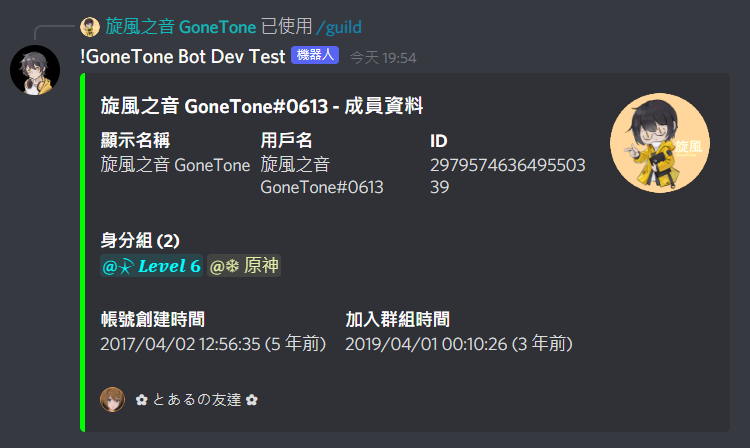 旋風之音 GoneTone 已使用 /guild
!GoneTone Bot Dev Test 機器人 今天 19:54
旋風之音 GoneTone#0613 - 成員資料
旋風
顯示名稱 用戶名 ID
旋風之音 GoneTone 旋風之音 2979574636495503
GoneTone#0613 39
身分組 (2)
@⽗ Level 6 @❄ 原神
帳號創建時間 加入群組時間
2017/04/02 12:56:35 (5 年前) 2019/04/01 00:10:26 (3 年前)
✿ とあるの友達 ✿